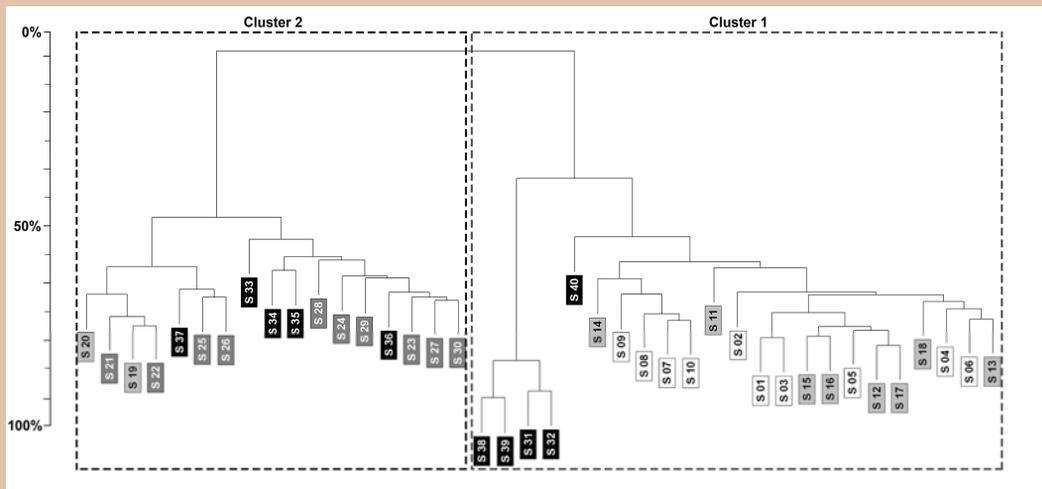 Cluster 2
Cluster 1
0%
50%
100%
S 20
S 21
S 19
S 22
S 37
S 25
S 26
S 33
S 34
S 35
S 28
S 24
S 29
S 36
S 23
S 27
S 30
S 38
S 39
S 31
S 32
S 40
S 14
S 09
S 08
S 07
S 10
S 11
S 02
S 01
S 03
S 15
S 16
S 05
S 12
S 17
S 18
S 04
S 06
S 13